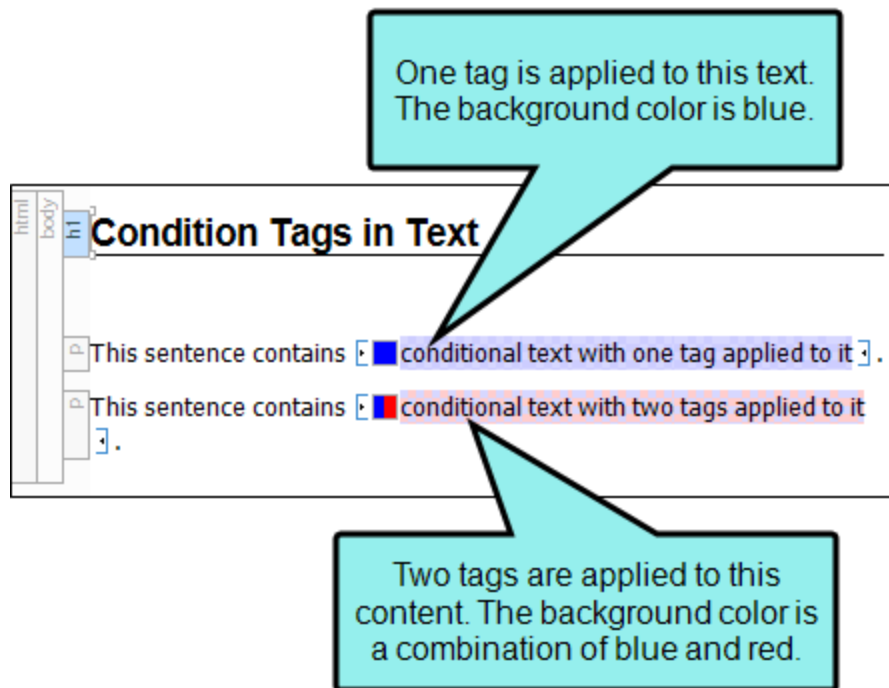 One tag is applied to this text.
The background color is blue.
html
body
h1
Condition Tags in Text
p
This sentence contains conditional text with one tag applied to it .
p
This sentence contains conditional text with two tags applied to it
.
Two tags are applied to this
content. The background color is
a combination of blue and red.